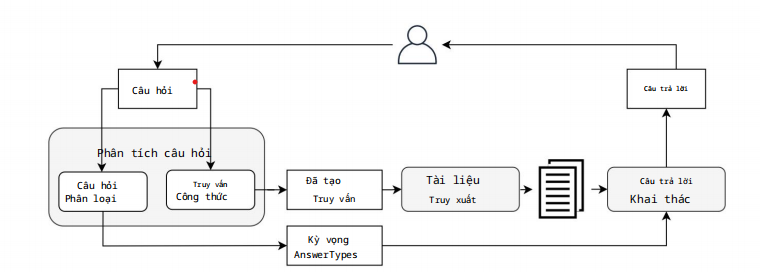 Câu hỏi
Câu trả lời
Phân tích câu hỏi
Câu hỏi
Phân loại
Truy vấn
Công thức
Đã tạo
Truy vấn
Tài liệu
Truy xuất
Câu trả lời
Khai thác
Kỳ vọng
AnswerTypes